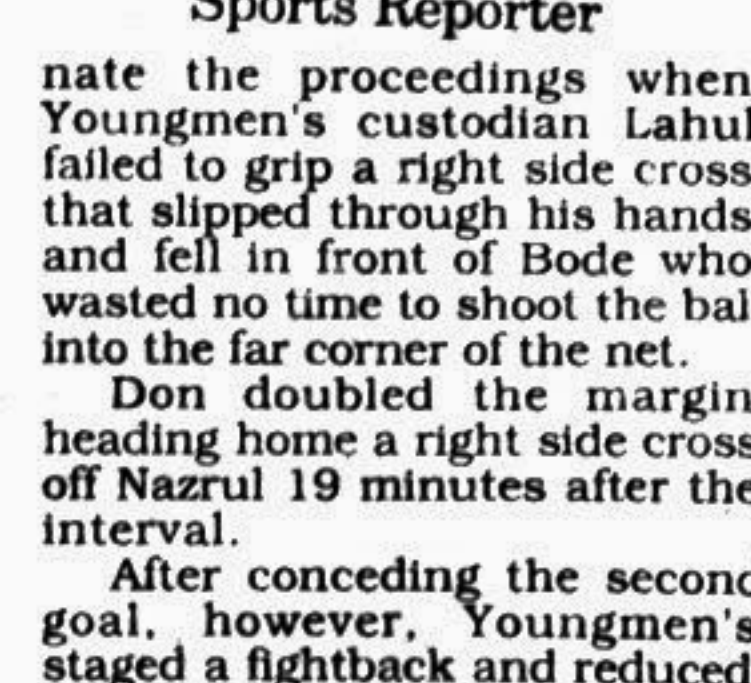 Sports Reporter
nate the proceedings when
Youngmen's custodian Lahul
failed to grip a right side cross
that slipped through his hands
and fell in front of Bode who
wasted no time to shoot the bal
into the far corner of the net.
Don doubled the margin
heading home a right side cross
off Nazrul 19 minutes after the
interval.
After conceding the second
goal, however, Youngmen's
staged a fightback and reduced